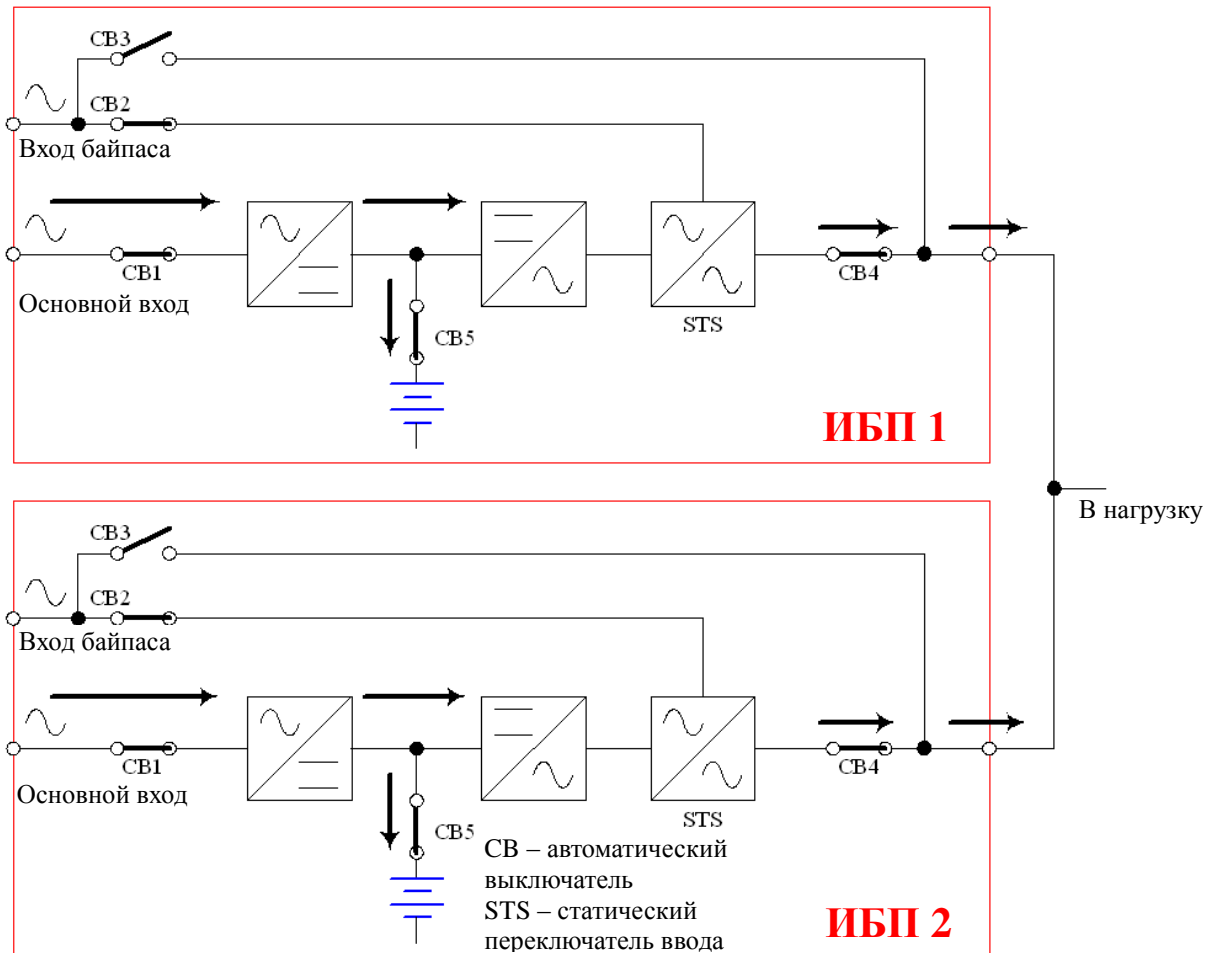 CB3
CB2
Вход байпаса
CB1
Основной вход
CB5
STS
CB4
ИБП 1
В нагрузку
CB3
CB2
Вход байпаса
CB1
Основной вход
CB5
STS
CB4
СВ – автоматический
выключатель
STS – статический
переключатель ввода
ИБП 2